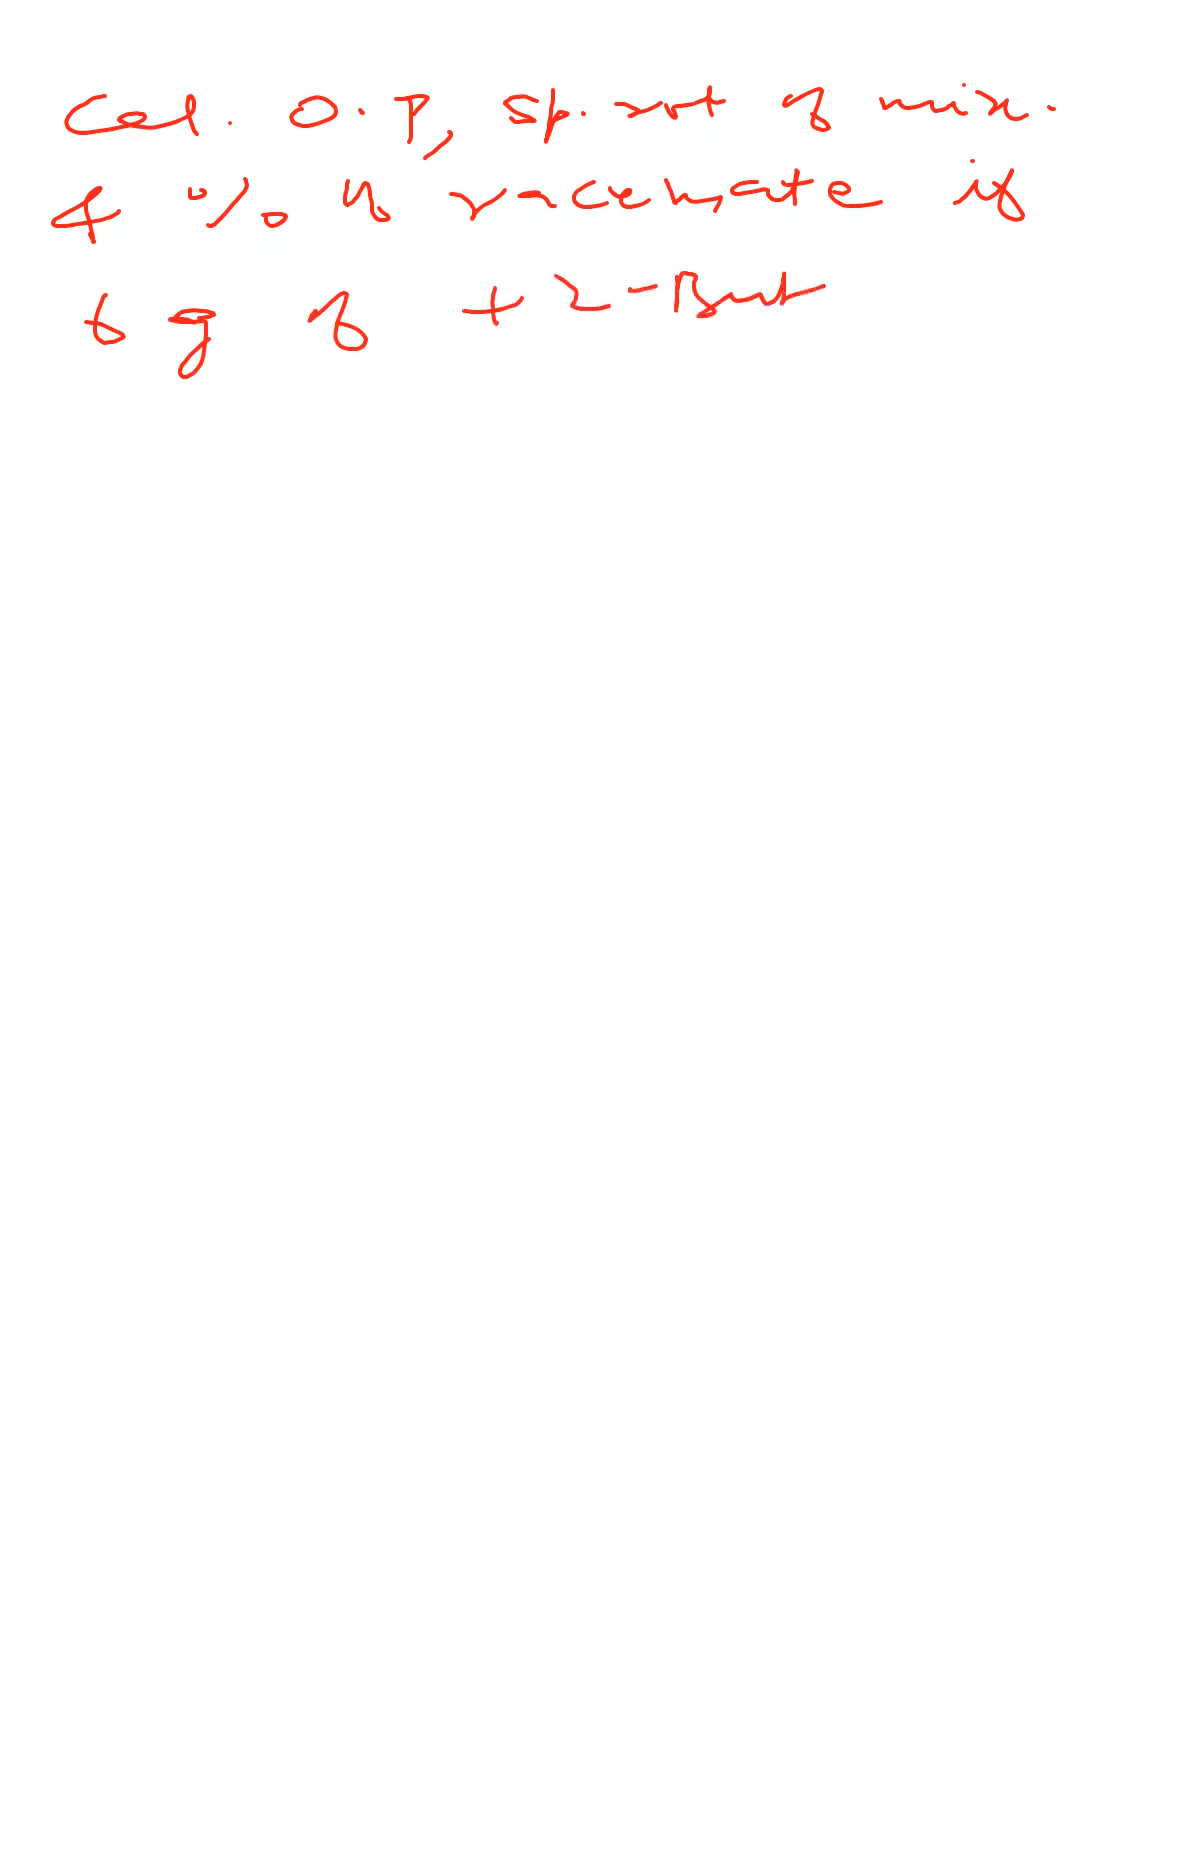 Cal. O.P, sp. rot of mix.
& % of racemate if
6 g of + 2-But